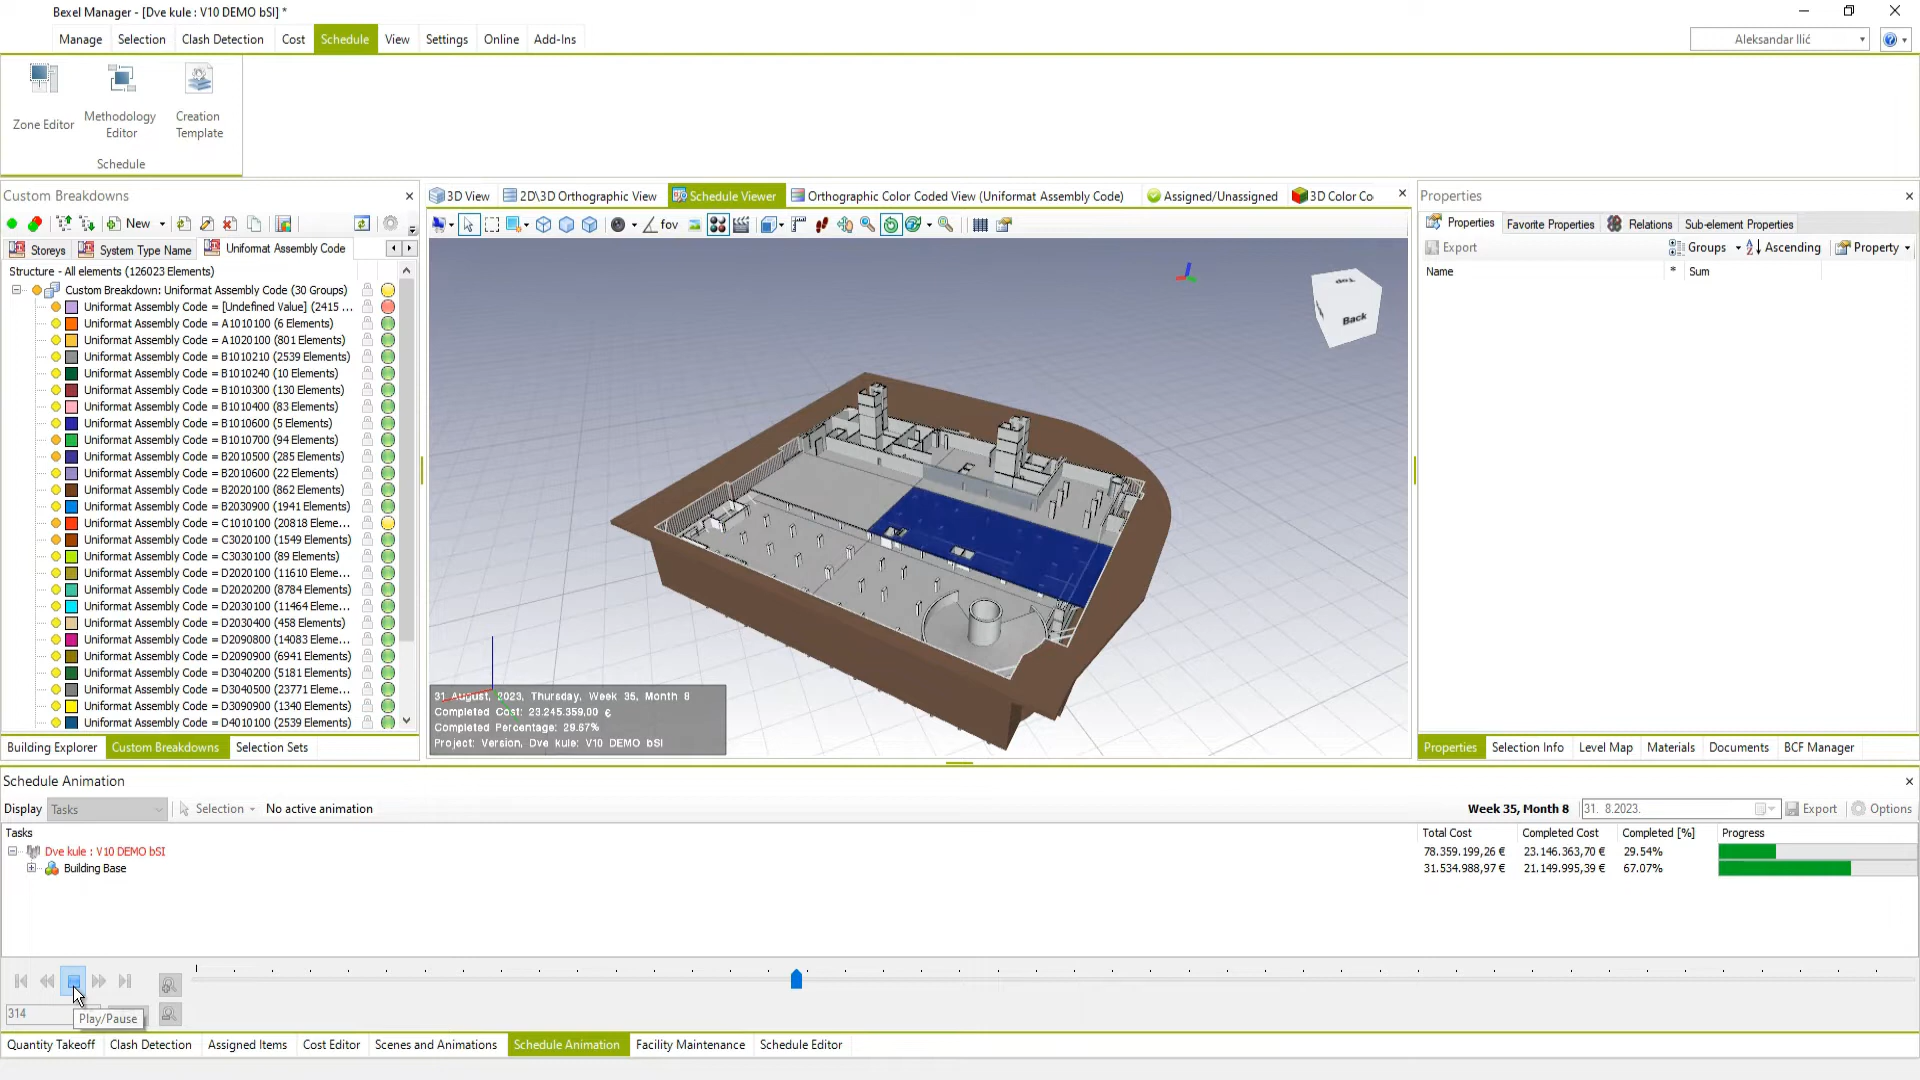 Bexel Manager - [Dve kule : V10 DEMO bSI] *
Manage Selection Clash Detection Cost Schedule View Settings Online Add-Ins
Aleksandar Ilić
Zone Editor
Methodology Editor
Creation Template
Schedule
Custom Breakdowns
New
Storeys System Type Name Uniformat Assembly Code
Structure - All elements (126023 Elements)
Custom Breakdown: Uniformat Assembly Code (30 Groups)
Uniformat Assembly Code = [Undefined Value] (2415 ...
Uniformat Assembly Code = A1010100 (6 Elements)
Uniformat Assembly Code = A1020100 (801 Elements)
Uniformat Assembly Code = B1010210 (2539 Elements)
Uniformat Assembly Code = B1010240 (10 Elements)
Uniformat Assembly Code = B1010300 (130 Elements)
Uniformat Assembly Code = B1010400 (83 Elements)
Uniformat Assembly Code = B1010600 (5 Elements)
Uniformat Assembly Code = B1010700 (94 Elements)
Uniformat Assembly Code = B2010500 (285 Elements)
Uniformat Assembly Code = B2010600 (22 Elements)
Uniformat Assembly Code = B2020100 (862 Elements)
Uniformat Assembly Code = B2030900 (1941 Elements)
Uniformat Assembly Code = C1010100 (20818 Eleme...
Uniformat Assembly Code = C3020100 (1549 Elements)
Uniformat Assembly Code = C3030100 (89 Elements)
Uniformat Assembly Code = D2020100 (11610 Eleme...
Uniformat Assembly Code = D2020200 (8784 Elements)
Uniformat Assembly Code = D2030100 (11464 Eleme...
Uniformat Assembly Code = D2030400 (458 Elements)
Uniformat Assembly Code = D2090800 (14083 Eleme...
Uniformat Assembly Code = D2090900 (6941 Elements)
Uniformat Assembly Code = D3040200 (5181 Elements)
Uniformat Assembly Code = D3040500 (23771 Eleme...
Uniformat Assembly Code = D3090900 (1340 Elements)
Uniformat Assembly Code = D4010100 (2539 Elements)
Building Explorer Custom Breakdowns Selection Sets
3D View 2D\3D Orthographic View Schedule Viewer Orthographic Color Coded View (Uniformat Assembly Code) Assigned/Unassigned 3D Color Co
fov
Top
Back
31 August, 2023, Thursday, Week 35, Month 8
Completed Cost: 23.245.359,00 €
Completed Percentage: 29.67%
Project: Version, Dve kule: V10 DEMO bSI
Properties
Properties Favorite Properties Relations Sub-element Properties
Export Groups Ascending Property
Name * Sum
Properties Selection Info Level Map Materials Documents BCF Manager
Schedule Animation
Display Tasks Selection No active animation
Week 35, Month 8 31. 8.2023. Export Options
Tasks Total Cost Completed Cost Completed [%] Progress
Dve kule : V10 DEMO bSI 78.359.199,26 € 23.146.363,70 € 29.54%
Building Base 31.534.988,97 € 21.149.995,39 € 67.07%
314
Play/Pause
Quantity Takeoff Clash Detection Assigned Items Cost Editor Scenes and Animations Schedule Animation Facility Maintenance Schedule Editor